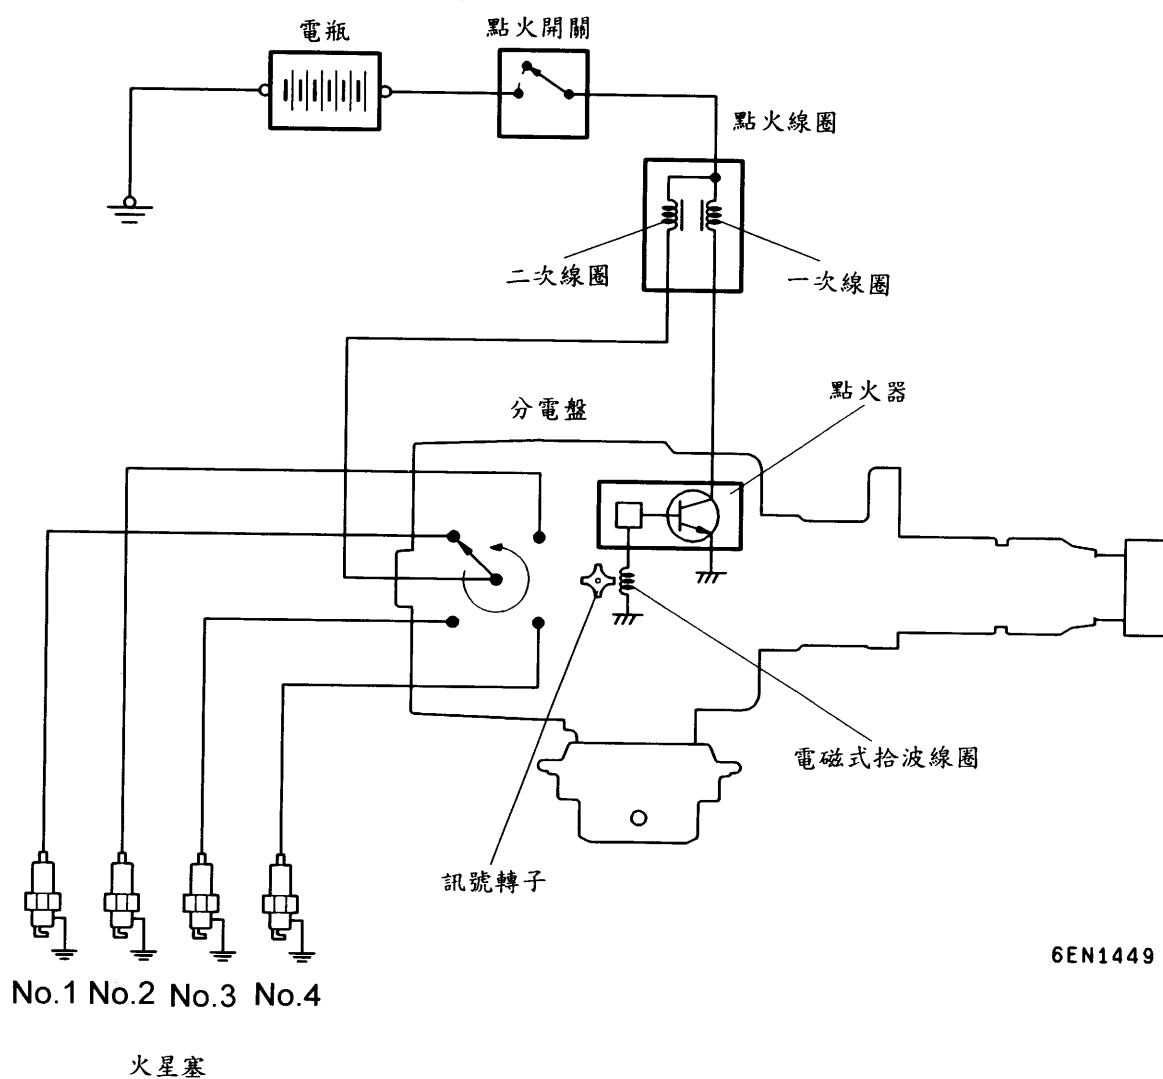 電瓶
點火開關
點火線圈
二次線圈
一次線圈
點火器
分電盤
電磁式拾波線圈
訊號轉子
6EN1449
No.1 No.2 No.3 No.4
火星塞